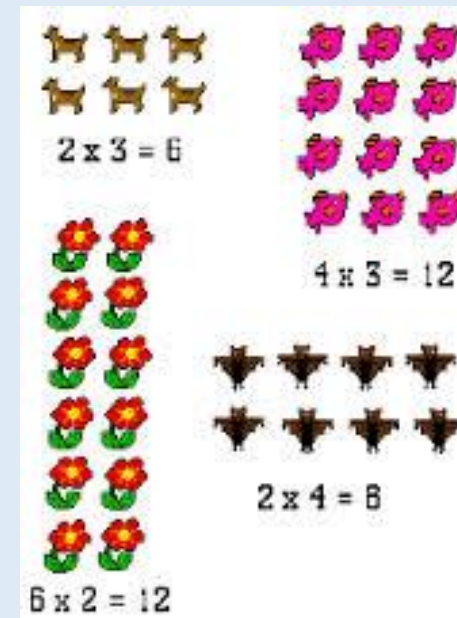 2 x 3 = 6
4 x 3 = 12
2 x 4 = 8
6 x 2 = 12